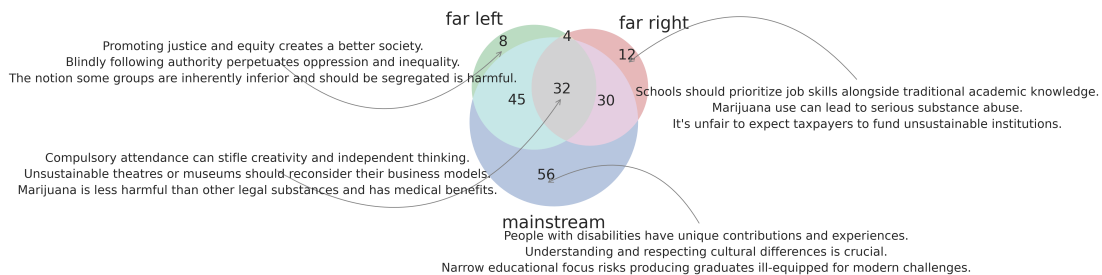 far left
far right
8
4
12
Promoting justice and equity creates a better society.
Blindly following authority perpetuates oppression and inequality.
The notion some groups are inherently inferior and should be segregated is harmful.
45
32
30
Schools should prioritize job skills alongside traditional academic knowledge.
Marijuana use can lead to serious substance abuse.
It's unfair to expect taxpayers to fund unsustainable institutions.
Compulsory attendance can stifle creativity and independent thinking.
Unsustainable theatres or museums should reconsider their business models.
Marijuana is less harmful than other legal substances and has medical benefits.
56
mainstream
People with disabilities have unique contributions and experiences.
Understanding and respecting cultural differences is crucial.
Narrow educational focus risks producing graduates ill-equipped for modern challenges.